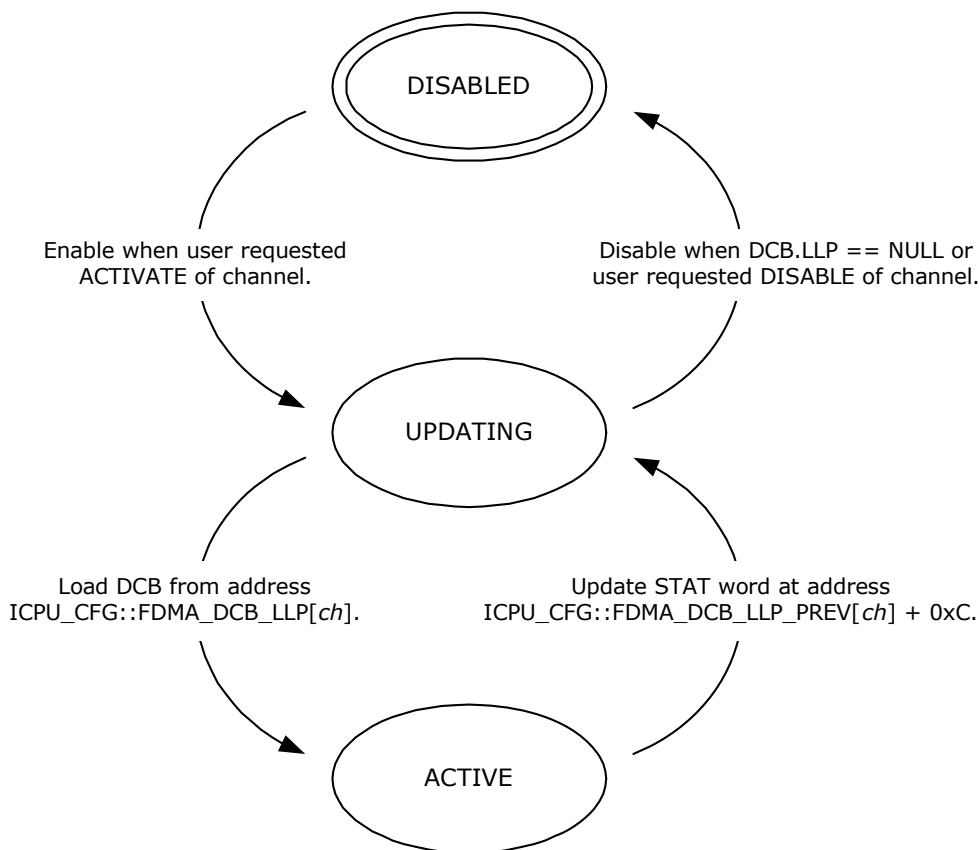 DISABLED
Enable when user requested
ACTIVATE of channel.
Disable when DCB.LLP == NULL or
user requested DISABLE of channel.
UPDATING
Load DCB from address
ICPU_CFG::FDMA_DCB_LLP[ch].
Update STAT word at address
ICPU_CFG::FDMA_DCB_LLP_PREV[ch] + 0xC.
ACTIVE